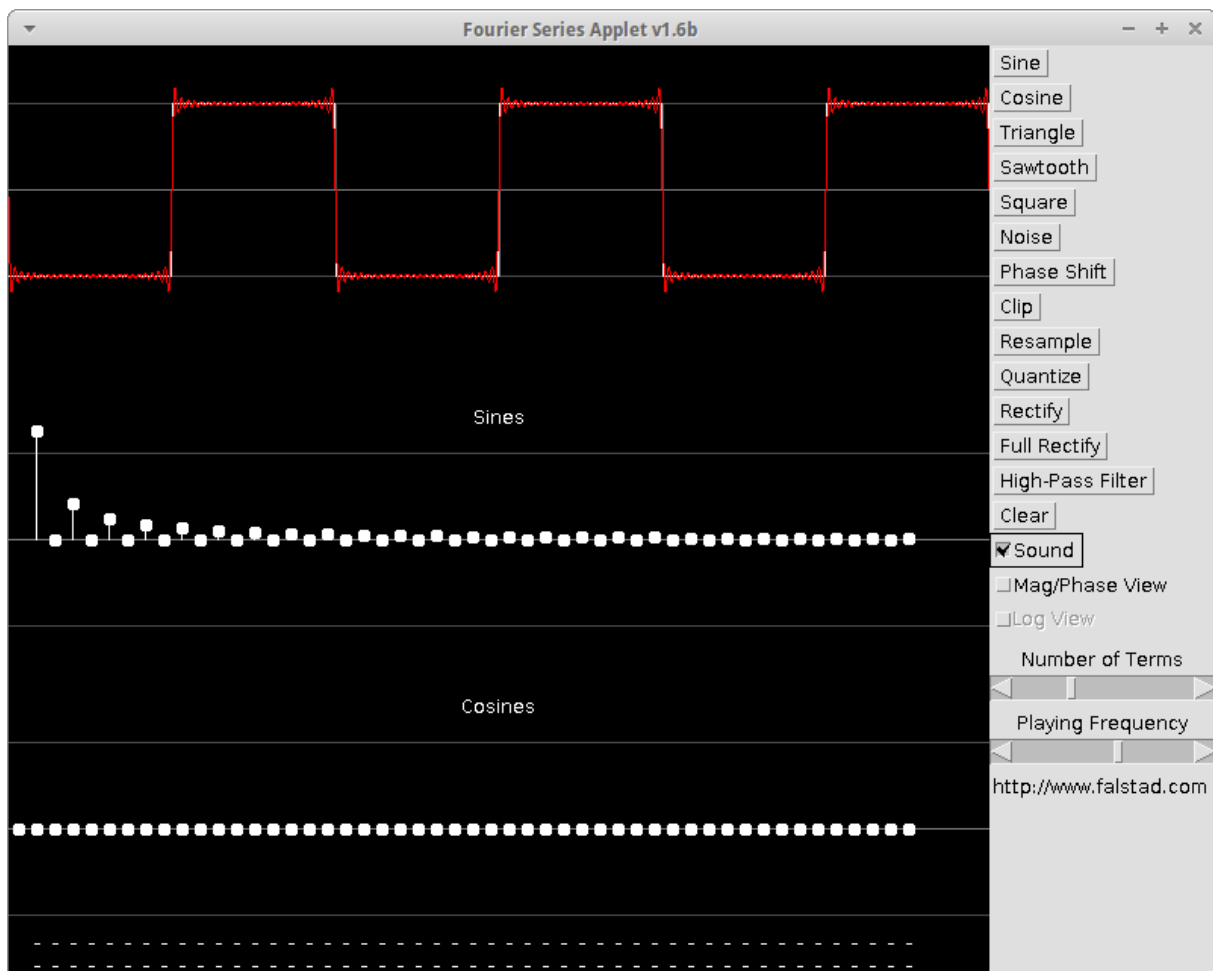 Fourier Series Applet v1.6b
Sine
Cosine
Triangle
Sawtooth
Square
Noise
Phase Shift
Clip
Resample
Quantize
Rectify
Full Rectify
High-Pass Filter
Clear
Sound
Mag/Phase View
Log View
Number of Terms
Playing Frequency
http://www.falstad.com
Sines
Cosines